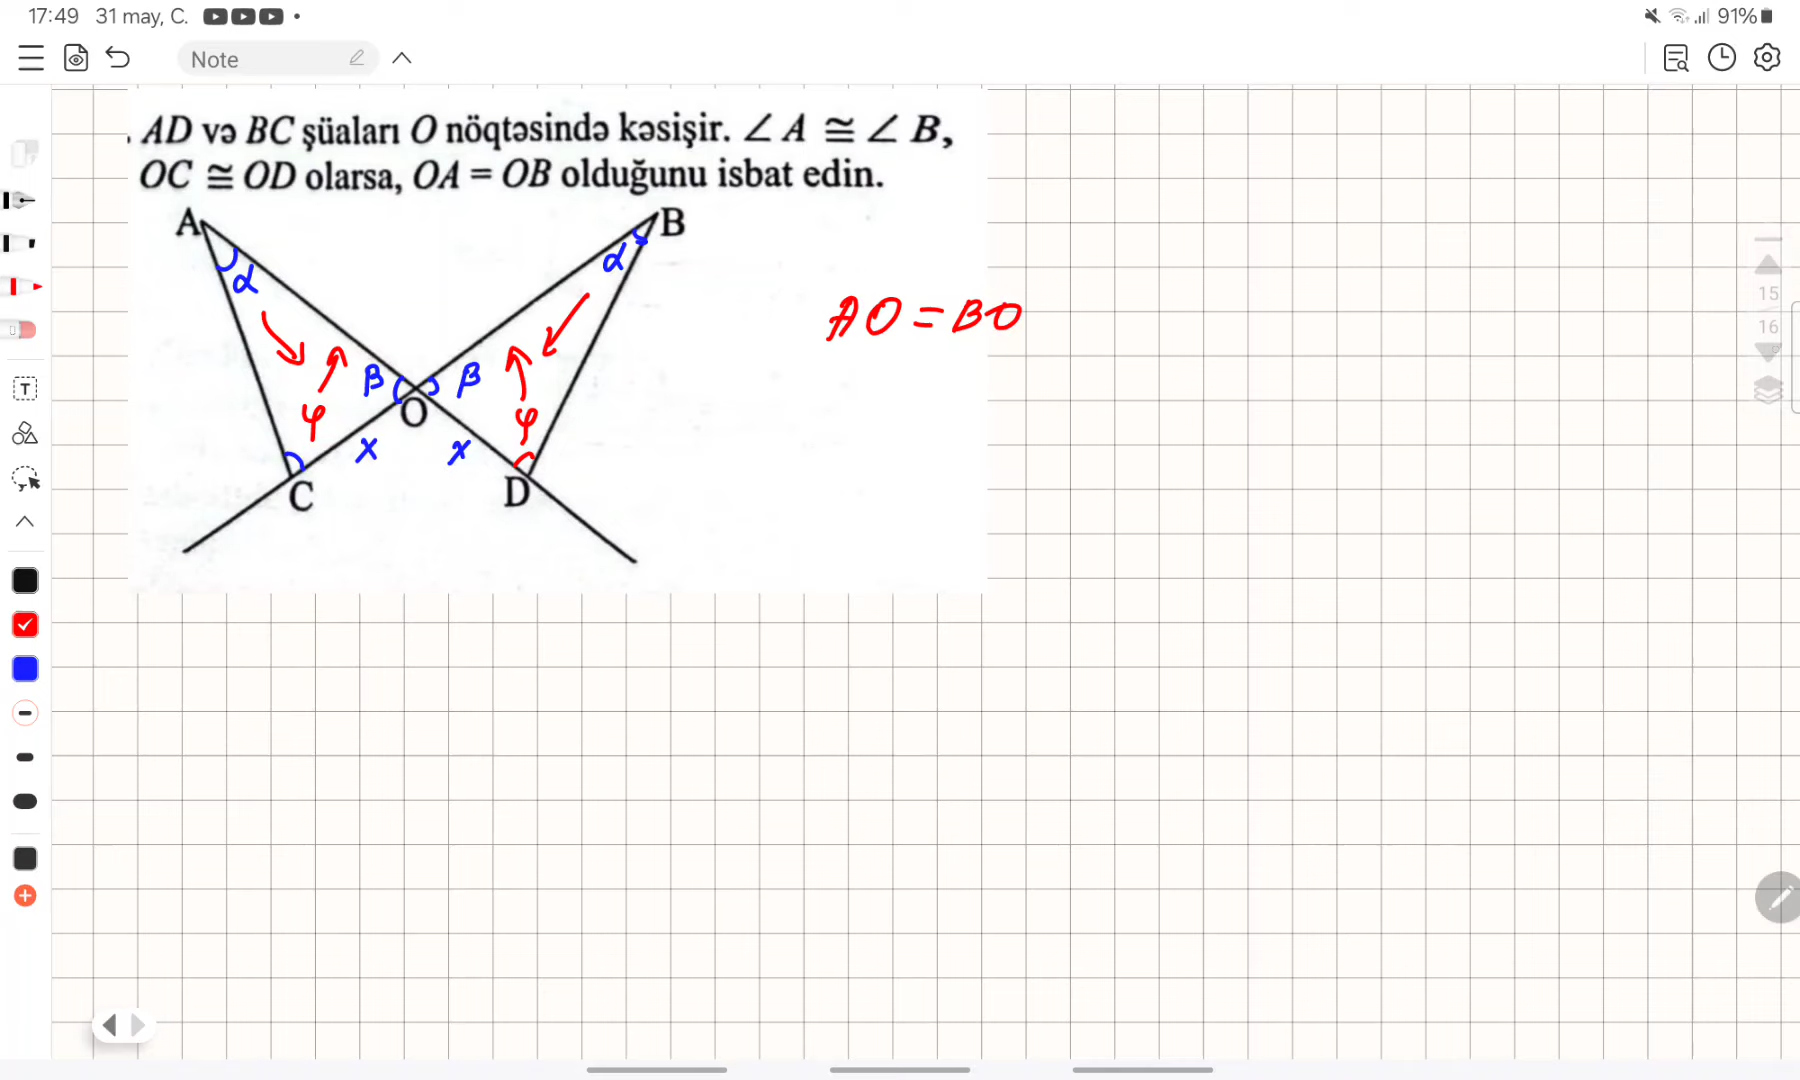 17:49 31 may, C. 91%
Note
AD və BC şüaları O nöqtəsində kəsişir. ∠ A ≅ ∠ B,
OC ≅ OD olarsa, OA = OB olduğunu isbat edin.
A B
α α
AO = BO
β β
O
φ φ
x x
C D
15
16
T